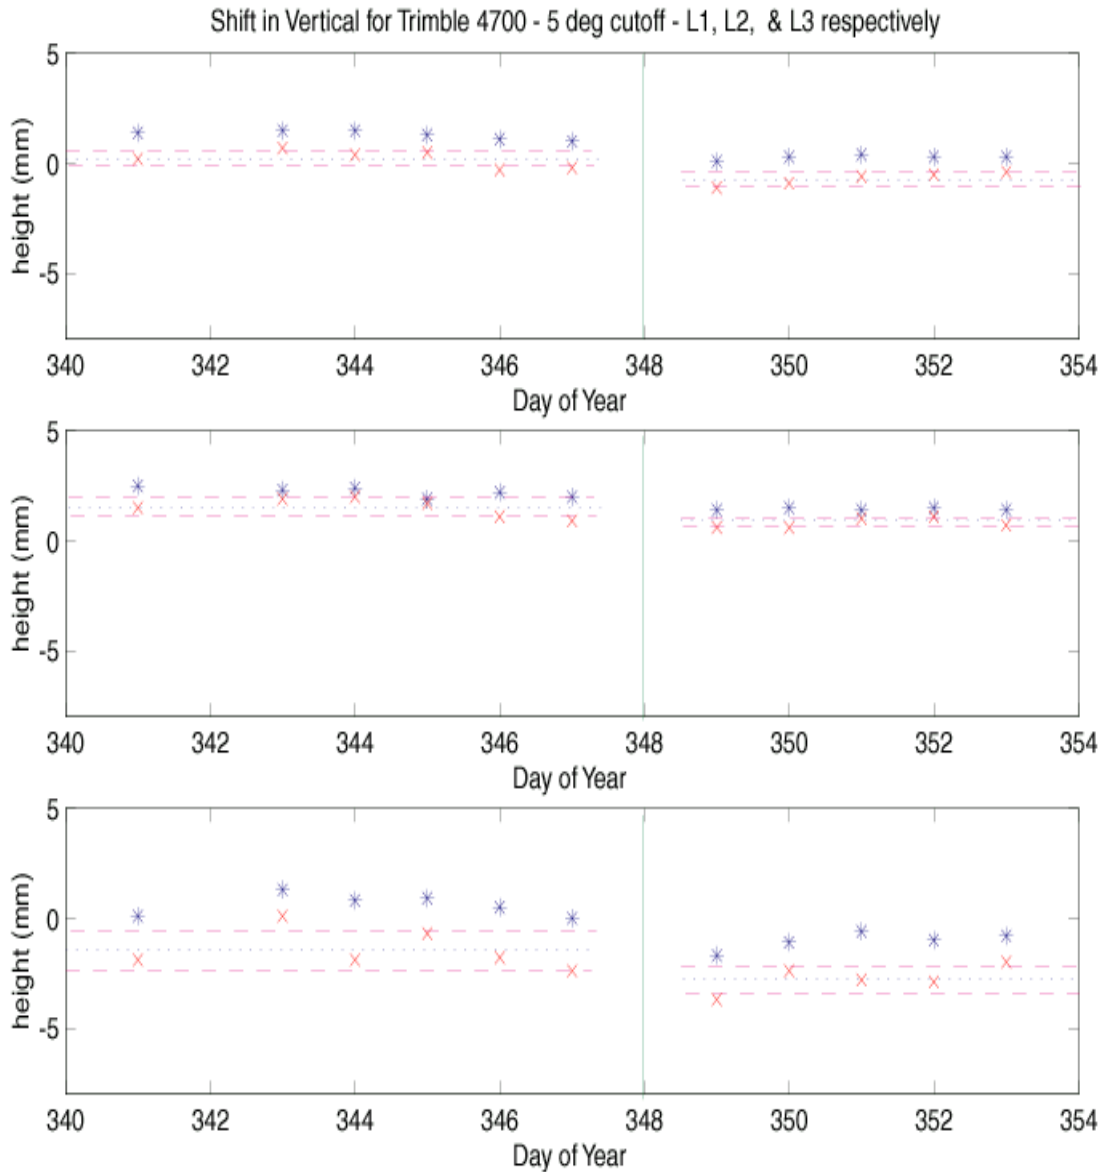 Shift in Vertical for Trimble 4700 - 5 deg cutoff - L1, L2, & L3 respectively
5
0
-5
height (mm)
340 342 344 346 348 350 352 354
Day of Year
5
0
-5
height (mm)
340 342 344 346 348 350 352 354
Day of Year
5
0
-5
height (mm)
340 342 344 346 348 350 352 354
Day of Year